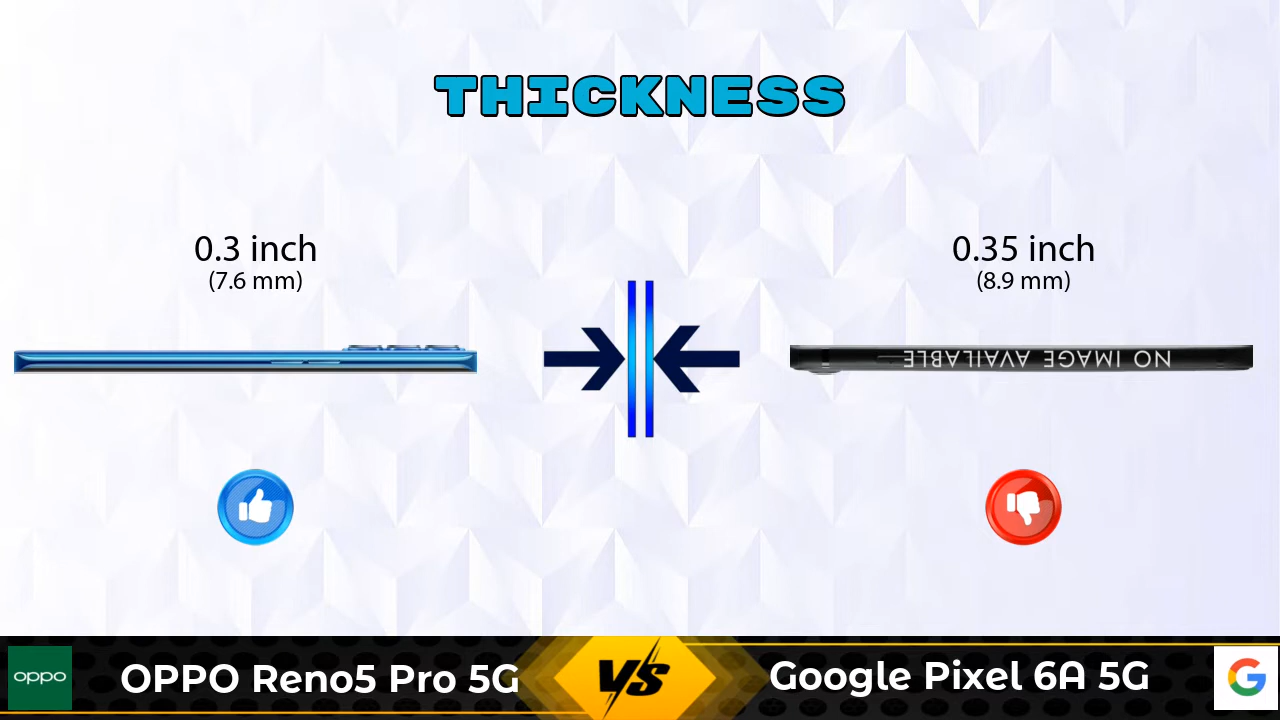 THICKNESS
0.3 inch
(7.6 mm)
0.35 inch
(8.9 mm)
NO IMAGE AVAILABLE
oppo
OPPO Reno5 Pro 5G
VS
Google Pixel 6A 5G
G